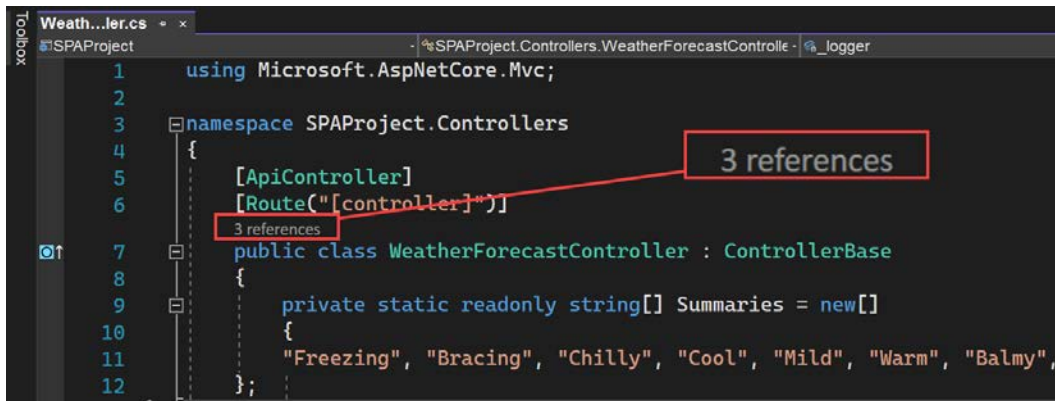 Toolbox
Weath...ler.cs
SPAProject
SPAProject.Controllers.WeatherForecastControlle
_logger
1 using Microsoft.AspNetCore.Mvc;
2
3 namespace SPAProject.Controllers
4 {
3 references
5 [ApiController]
6 [Route("[controller]")]
3 references
7 public class WeatherForecastController : ControllerBase
8 {
9 private static readonly string[] Summaries = new[]
10 {
11 "Freezing", "Bracing", "Chilly", "Cool", "Mild", "Warm", "Balmy",
12 };